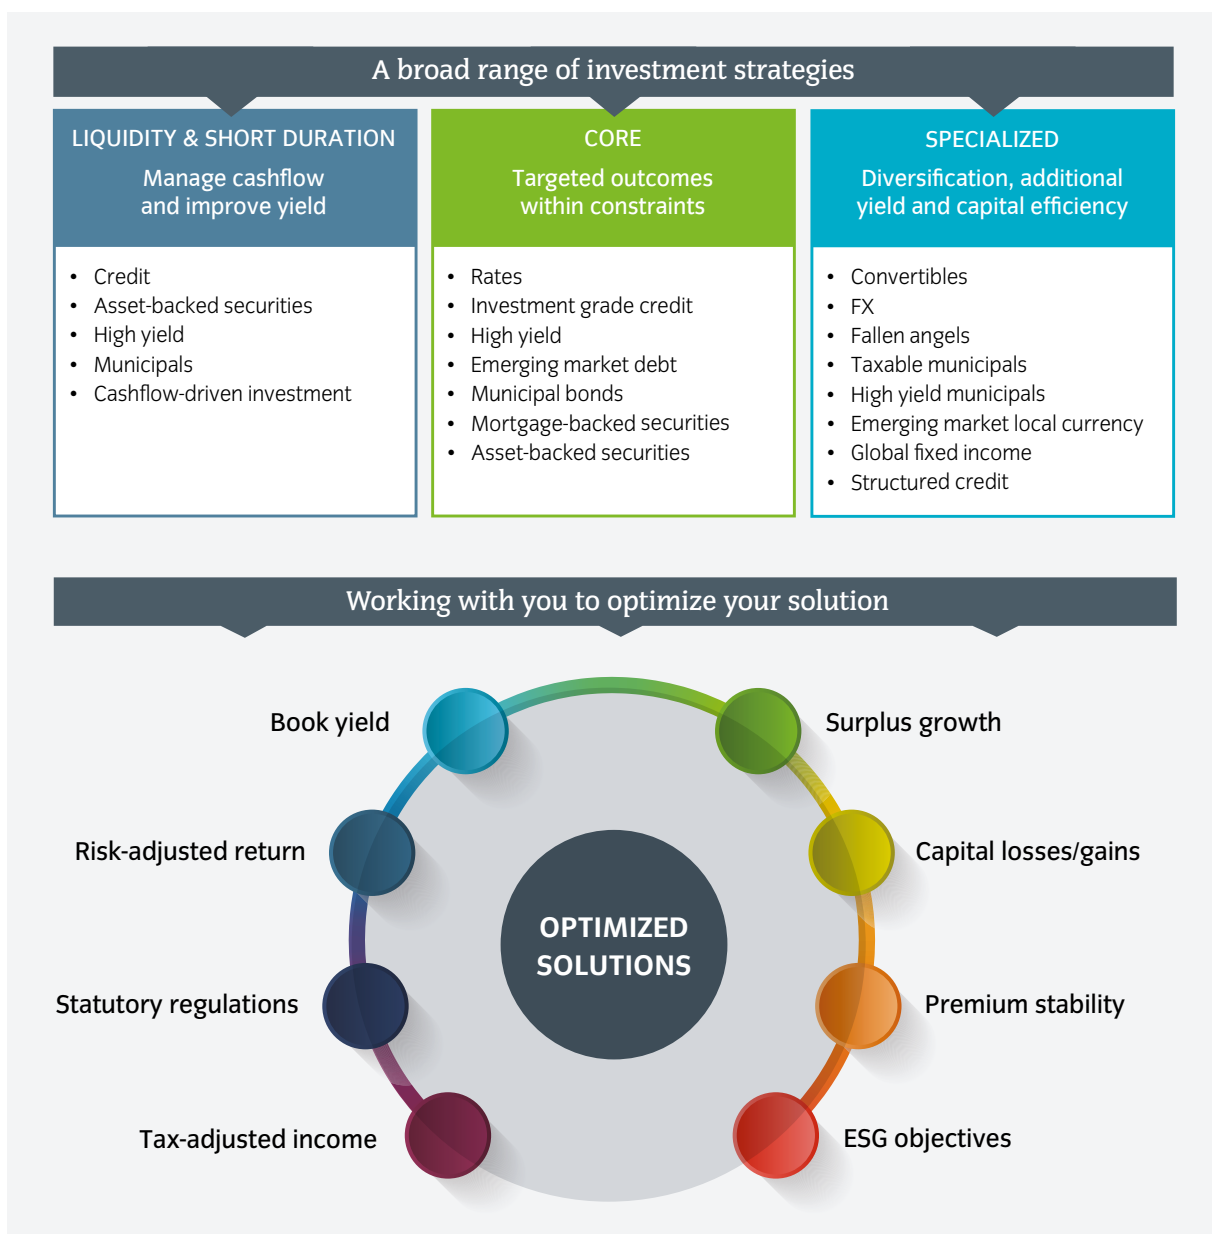 A broad range of investment strategies
LIQUIDITY & SHORT DURATION
Manage cashflow
and improve yield
• Credit
• Asset-backed securities
• High yield
• Municipals
• Cashflow-driven investment
CORE
Targeted outcomes
within constraints
• Rates
• Investment grade credit
• High yield
• Emerging market debt
• Municipal bonds
• Mortgage-backed securities
• Asset-backed securities
SPECIALIZED
Diversification, additional
yield and capital efficiency
• Convertibles
• FX
• Fallen angels
• Taxable municipals
• High yield municipals
• Emerging market local currency
• Global fixed income
• Structured credit
Working with you to optimize your solution
Book yield
Surplus growth
Risk-adjusted return
Capital losses/gains
OPTIMIZED
SOLUTIONS
Statutory regulations
Premium stability
Tax-adjusted income
ESG objectives